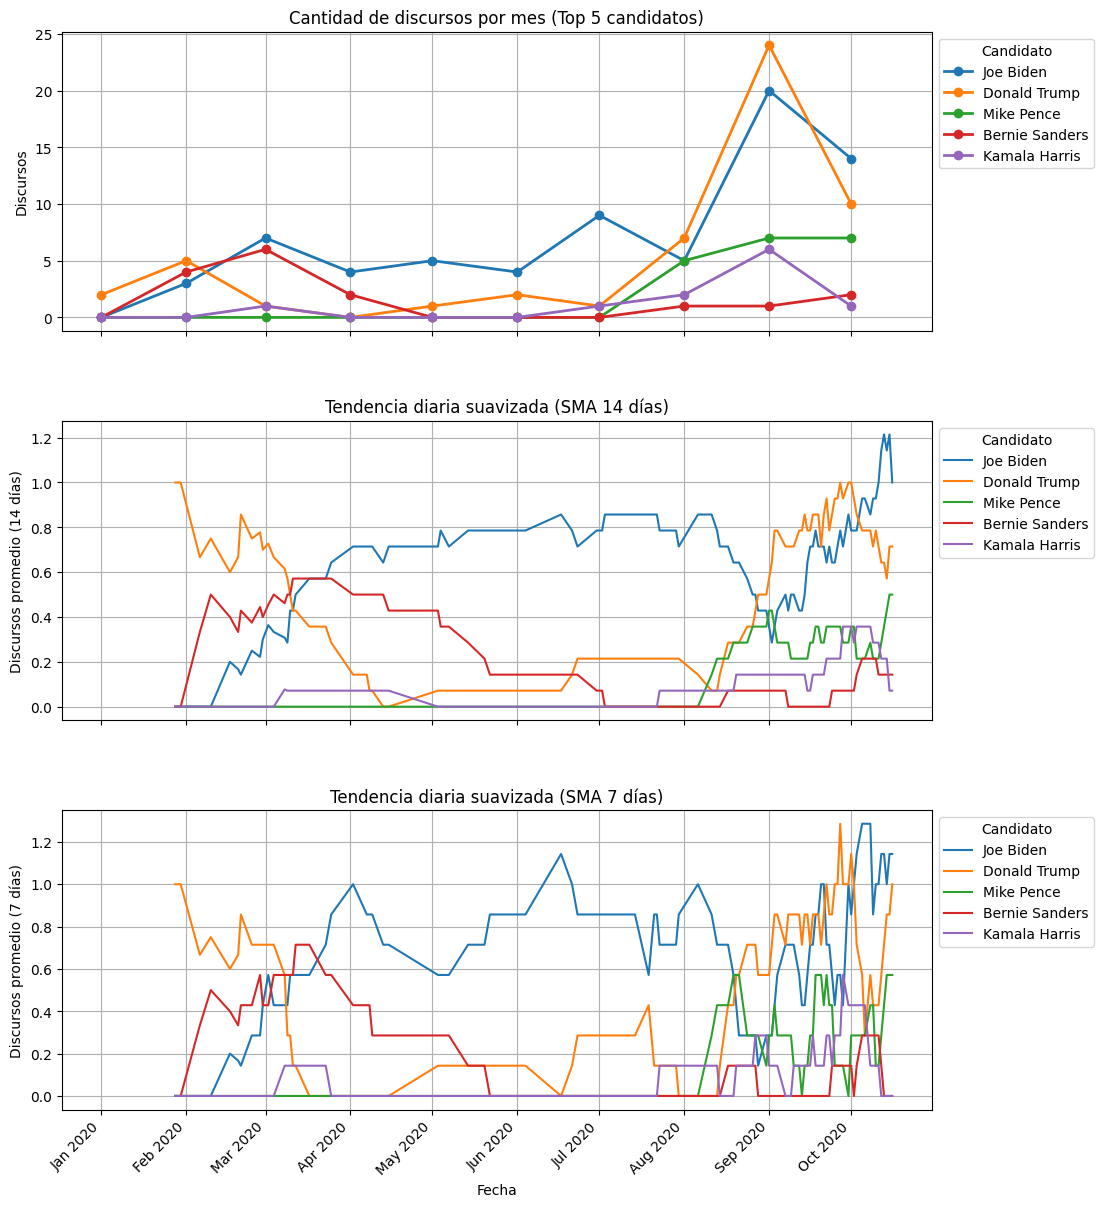 Cantidad de discursos por mes (Top 5 candidatos)
25
20
15
10
5
0
Discursos
Candidato
Joe Biden
Donald Trump
Mike Pence
Bernie Sanders
Kamala Harris
Tendencia diaria suavizada (SMA 14 días)
1.2
1.0
0.8
0.6
0.4
0.2
0.0
Discursos promedio (14 días)
Candidato
Joe Biden
Donald Trump
Mike Pence
Bernie Sanders
Kamala Harris
Tendencia diaria suavizada (SMA 7 días)
1.2
1.0
0.8
0.6
0.4
0.2
0.0
Discursos promedio (7 días)
Candidato
Joe Biden
Donald Trump
Mike Pence
Bernie Sanders
Kamala Harris
Jan 2020
Feb 2020
Mar 2020
Apr 2020
May 2020
Jun 2020
Jul 2020
Aug 2020
Sep 2020
Oct 2020
Fecha